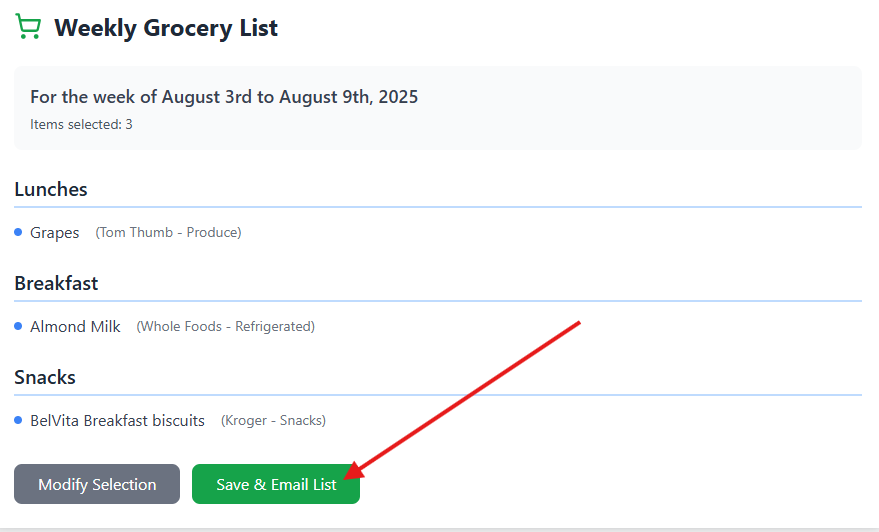 Weekly Grocery List
For the week of August 3rd to August 9th, 2025
Items selected: 3
Lunches
Grapes (Tom Thumb - Produce)
Breakfast
Almond Milk (Whole Foods - Refrigerated)
Snacks
BelVita Breakfast biscuits (Kroger - Snacks)
Modify Selection Save & Email List